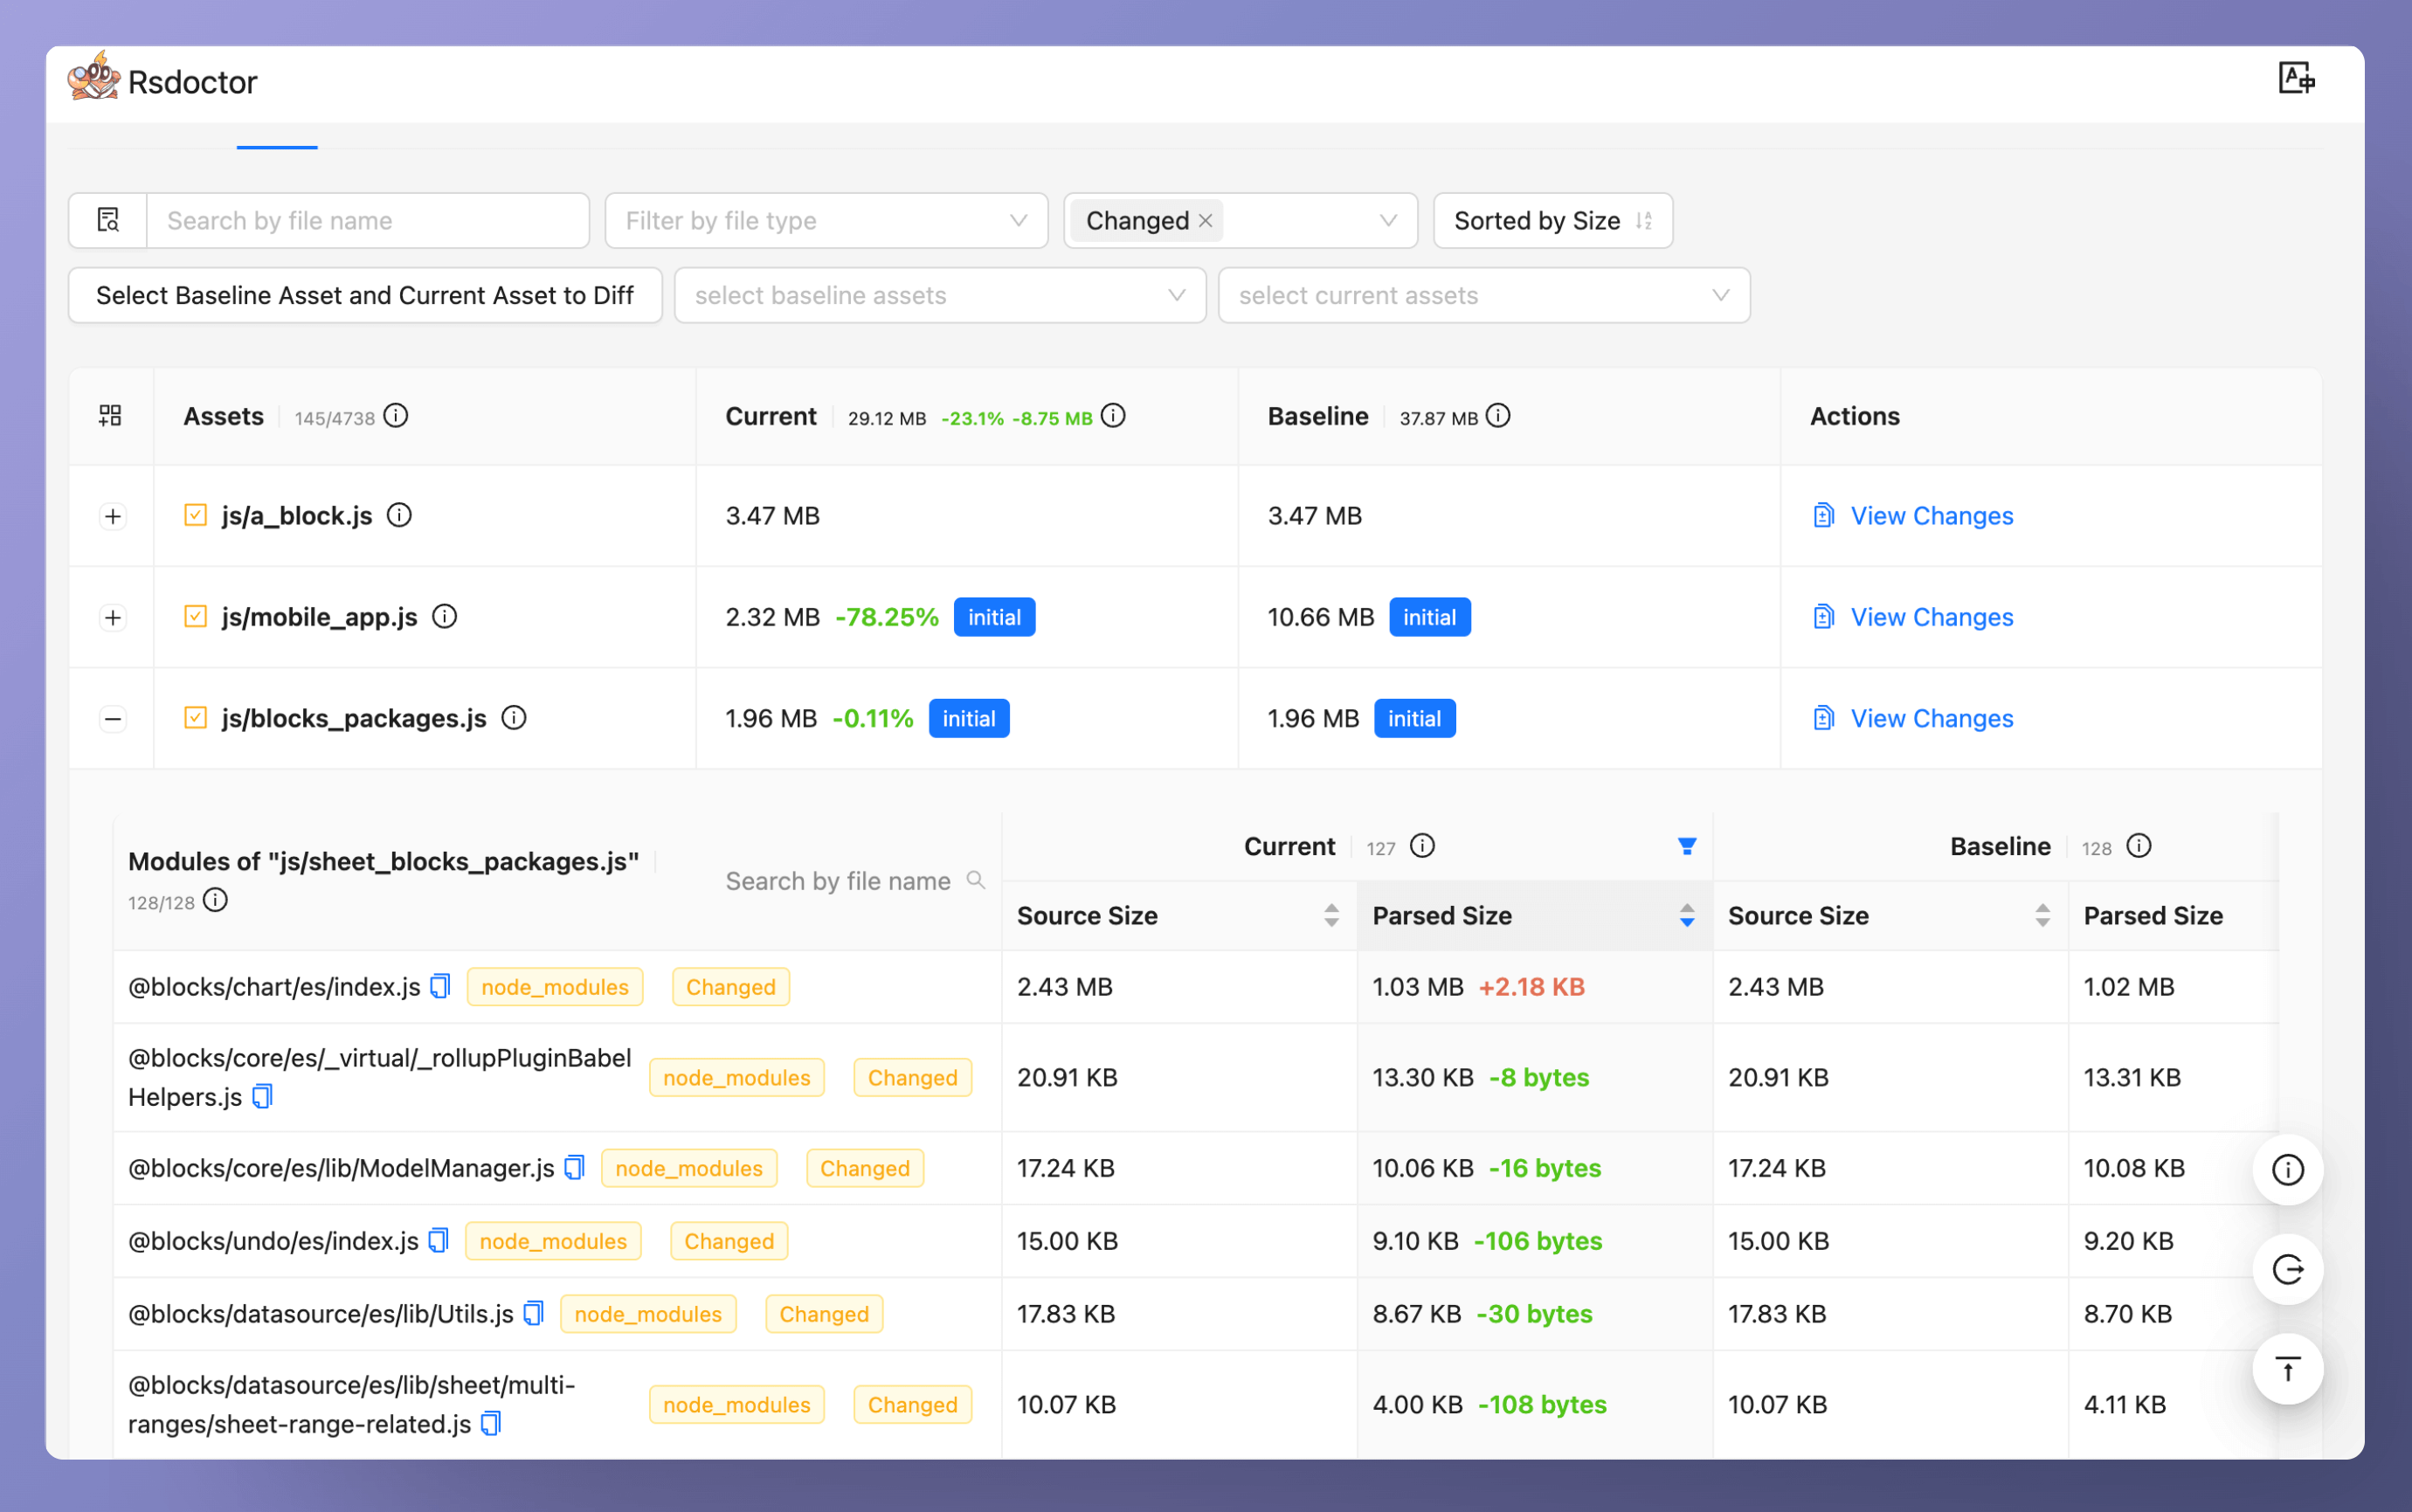 Rsdoctor
Search by file name
Filter by file type
Changed
Sorted by Size
Select Baseline Asset and Current Asset to Diff
select baseline assets
select current assets
Assets 145/4738
Current 29.12 MB -23.1% -8.75 MB
Baseline 37.87 MB
Actions
js/a_block.js 3.47 MB 3.47 MB View Changes
js/mobile_app.js 2.32 MB -78.25% initial 10.66 MB initial View Changes
js/blocks_packages.js 1.96 MB -0.11% initial 1.96 MB initial View Changes
Modules of "js/sheet_blocks_packages.js"
128/128
Search by file name
Current 127
Baseline 128
Source Size Parsed Size Source Size Parsed Size
@blocks/chart/es/index.js node_modules Changed 2.43 MB 1.03 MB +2.18 KB 2.43 MB 1.02 MB
@blocks/core/es/_virtual/_rollupPluginBabel
Helpers.js node_modules Changed 20.91 KB 13.30 KB -8 bytes 20.91 KB 13.31 KB
@blocks/core/es/lib/ModelManager.js node_modules Changed 17.24 KB 10.06 KB -16 bytes 17.24 KB 10.08 KB
@blocks/undo/es/index.js node_modules Changed 15.00 KB 9.10 KB -106 bytes 15.00 KB 9.20 KB
@blocks/datasource/es/lib/Utils.js node_modules Changed 17.83 KB 8.67 KB -30 bytes 17.83 KB 8.70 KB
@blocks/datasource/es/lib/sheet/multi-
ranges/sheet-range-related.js node_modules Changed 10.07 KB 4.00 KB -108 bytes 10.07 KB 4.11 KB